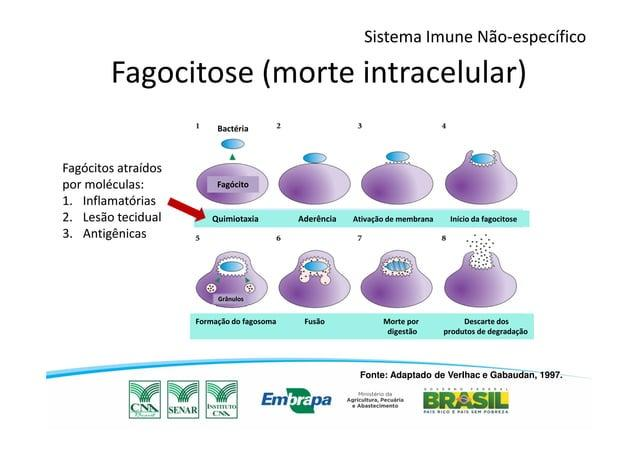 Sistema Imune Não-específico
Fagocitose (morte intracelular)
Fagócitos atraídos
por moléculas:
1. Inflamatórias
2. Lesão tecidual
3. Antigênicas
1
Bactéria
Fagócito
Quimiotaxia
2
Aderência
3
Ativação de membrana
4
Início da fagocitose
5
Grânulos
Formação do fagosoma
6
Fusão
7
Morte por
digestão
8
Descarte dos
produtos de degradação
Fonte: Adaptado de Verlhac e Gabaudan, 1997.
CNA
Brasil
SENAR
INSTITUTO
CNA
Embrapa
Ministério da
Agricultura, Pecuária
e Abastecimento
GOVERNO FEDERAL
BRASIL
PAÍS RICO É PAÍS SEM POBREZA